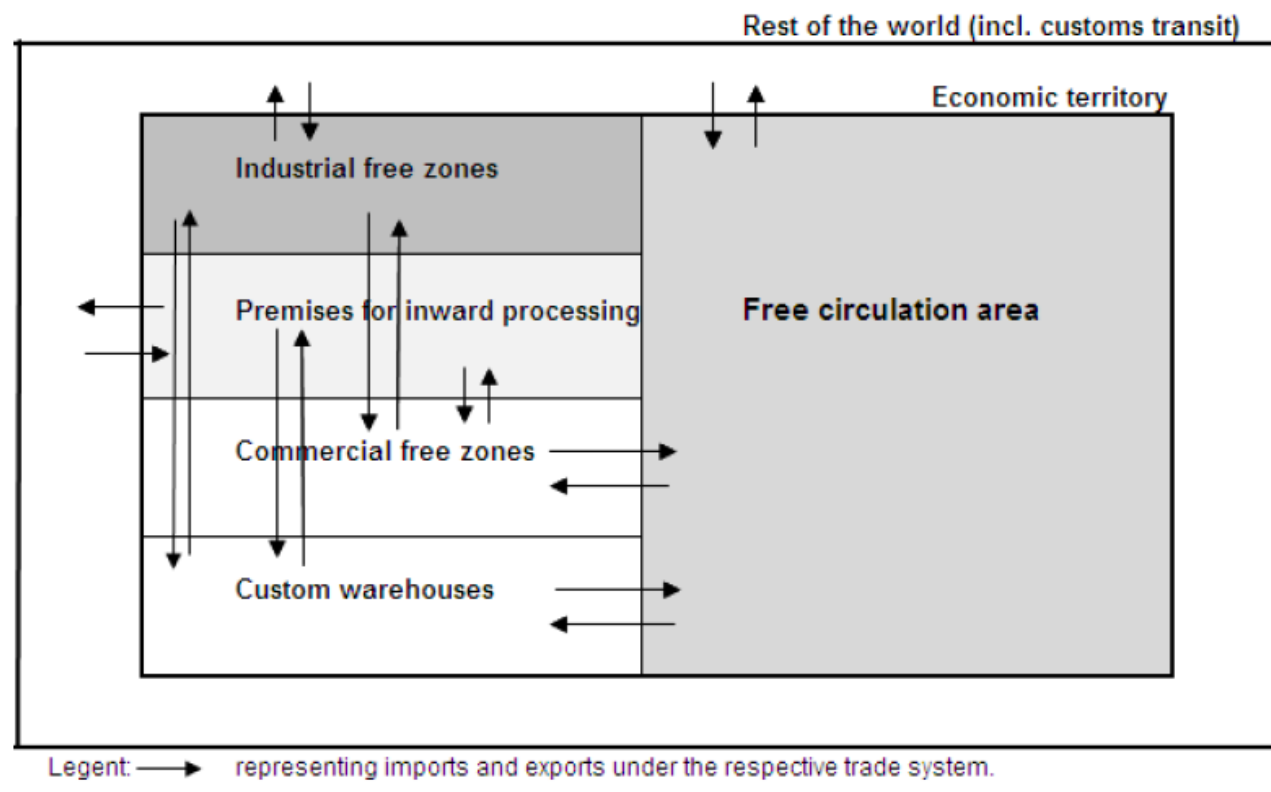 Rest of the world (incl. customs transit)
Economic territory
Industrial free zones
Premises for inward processing
Free circulation area
Commercial free zones
Custom warehouses
Legent: representing imports and exports under the respective trade system.